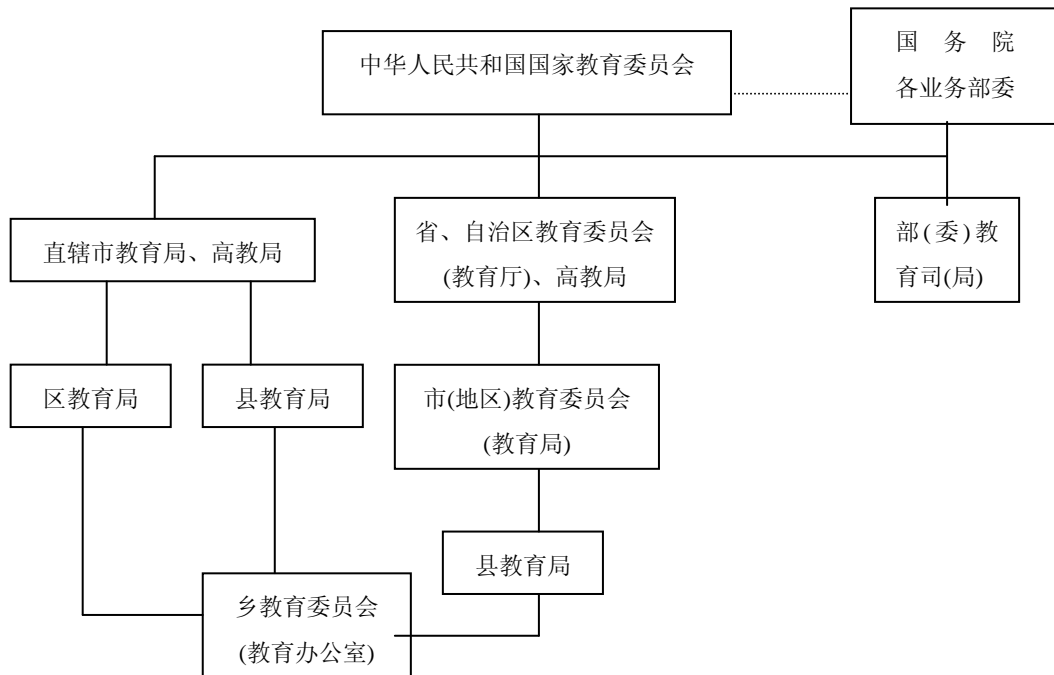 中华人民共和国国家教育委员会
国 务 院
各业务部委
直辖市教育局、高教局
省、自治区教育委员会
(教育厅)、高教局
部(委)教
育司(局)
区教育局
县教育局
市(地区)教育委员会
(教育局)
县教育局
乡教育委员会
(教育办公室)